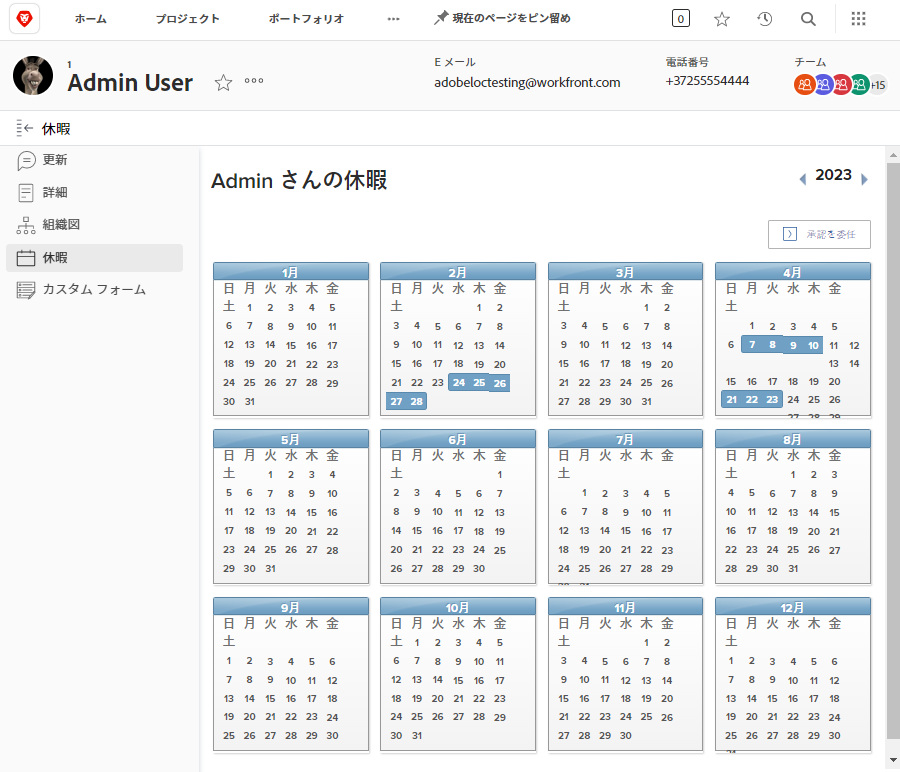 ホーム プロジェクト ポートフォリオ 現在のページをピン留め 0
1
Admin User
E メール
adobeloctesting@workfront.com
電話番号
+37255554444
チーム
+15
休暇
更新
詳細
組織図
休暇
カスタム フォーム
Admin さんの休暇
2023
承認を委任
1月
日 月 火 水 木 金
土 1 2 3 4 5
6 7 8 9 10 11
12 13 14 15 16 17
18 19 20 21 22 23
24 25 26 27 28 29
30 31
2月
日 月 火 水 木 金
土 1 2
3 4 5 6 7 8
9 10 11 12 13 14
15 16 17 18 19 20
21 22 23 24 25 26
27 28
3月
日 月 火 水 木 金
土 1 2
3 4 5 6 7 8
9 10 11 12 13 14
15 16 17 18 19 20
21 22 23 24 25 26
27 28 29 30 31
4月
日 月 火 水 木 金
土
1 2 3 4 5
6 7 8 9 10 11 12
13 14
15 16 17 18 19 20
21 22 23 24 25 26
27 28 29
5月
日 月 火 水 木 金
土 1 2 3 4
5 6 7 8 9 10
11 12 13 14 15 16
17 18 19 20 21 22
23 24 25 26 27 28
29 30 31
6月
日 月 火 水 木 金
土 1
2 3 4 5 6 7
8 9 10 11 12 13
14 15 16 17 18 19
20 21 22 23 24 25
26 27 28 29 30
7月
日 月 火 水 木 金
土
1 2 3 4 5
6 7 8 9 10 11
12 13 14 15 16 17
18 19 20 21 22 23
24 25 26 27 28 29
8月
日 月 火 水 木 金
土 1 2 3
4 5 6 7 8 9
10 11 12 13 14 15
16 17 18 19 20 21
22 23 24 25 26 27
28 29 30 31
9月
日 月 火 水 木 金
土
1 2 3 4 5 6
7 8 9 10 11 12
13 14 15 16 17 18
19 20 21 22 23 24
25 26 27 28 29 30
10月
日 月 火 水 木 金
土 1 2 3 4 5
6 7 8 9 10 11
12 13 14 15 16 17
18 19 20 21 22 23
24 25 26 27 28 29
30 31
11月
日 月 火 水 木 金
土 1 2
3 4 5 6 7 8
9 10 11 12 13 14
15 16 17 18 19 20
21 22 23 24 25 26
27 28 29 30
12月
日 月 火 水 木 金
土
1 2 3 4 5 6
7 8 9 10 11 12
13 14 15 16 17 18
19 20 21 22 23 24
25 26 27 28 29 30